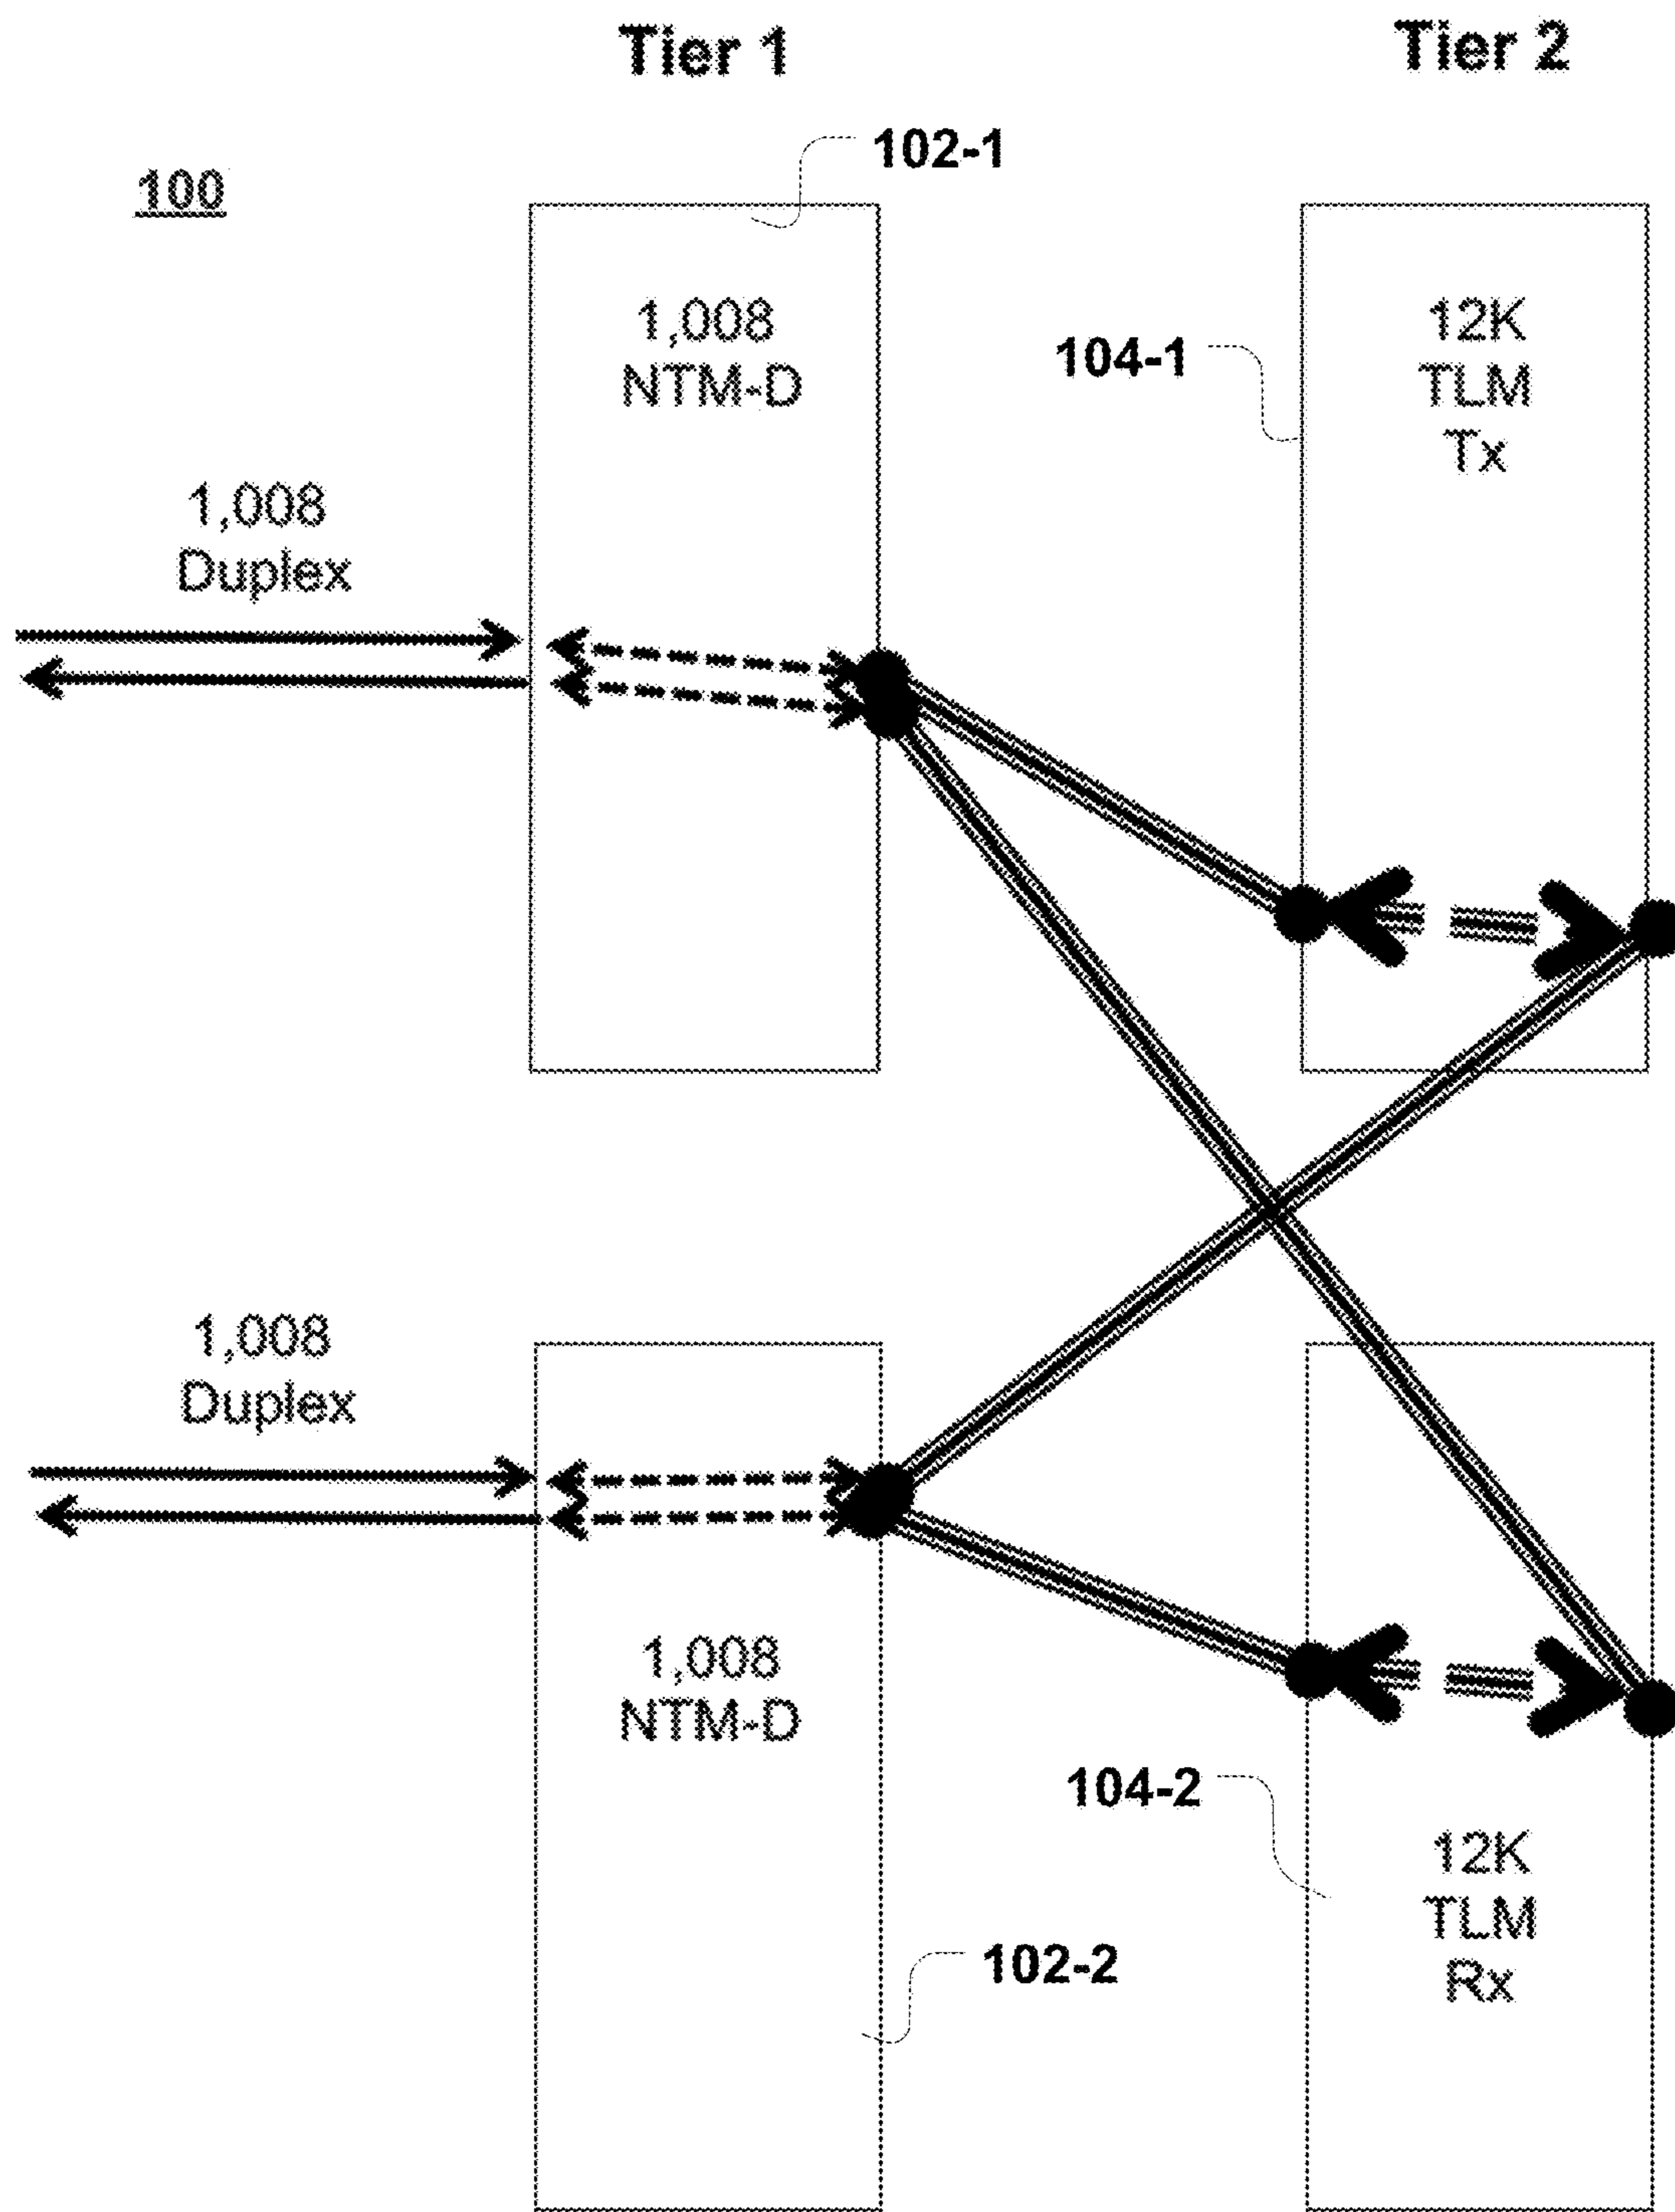 Tier 1
Tier 2
102-1
100
1,008
NTM-D
12K
TLM
Tx
104-1
1,008
Duplex
1,008
Duplex
1,008
NTM-D
104-2
12K
TLM
Rx
102-2